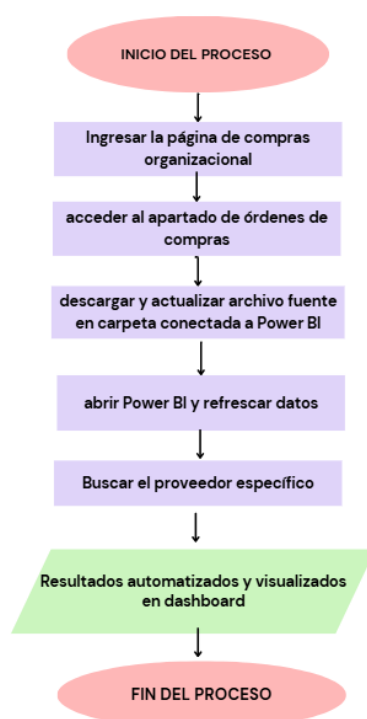 INICIO DEL PROCESO
Ingresar la página de compras
organizacional
acceder al apartado de órdenes de
compras
descargar y actualizar archivo fuente
en carpeta conectada a Power BI
abrir Power BI y refrescar datos
Buscar el proveedor específico
Resultados automatizados y visualizados
en dashboard
FIN DEL PROCESO